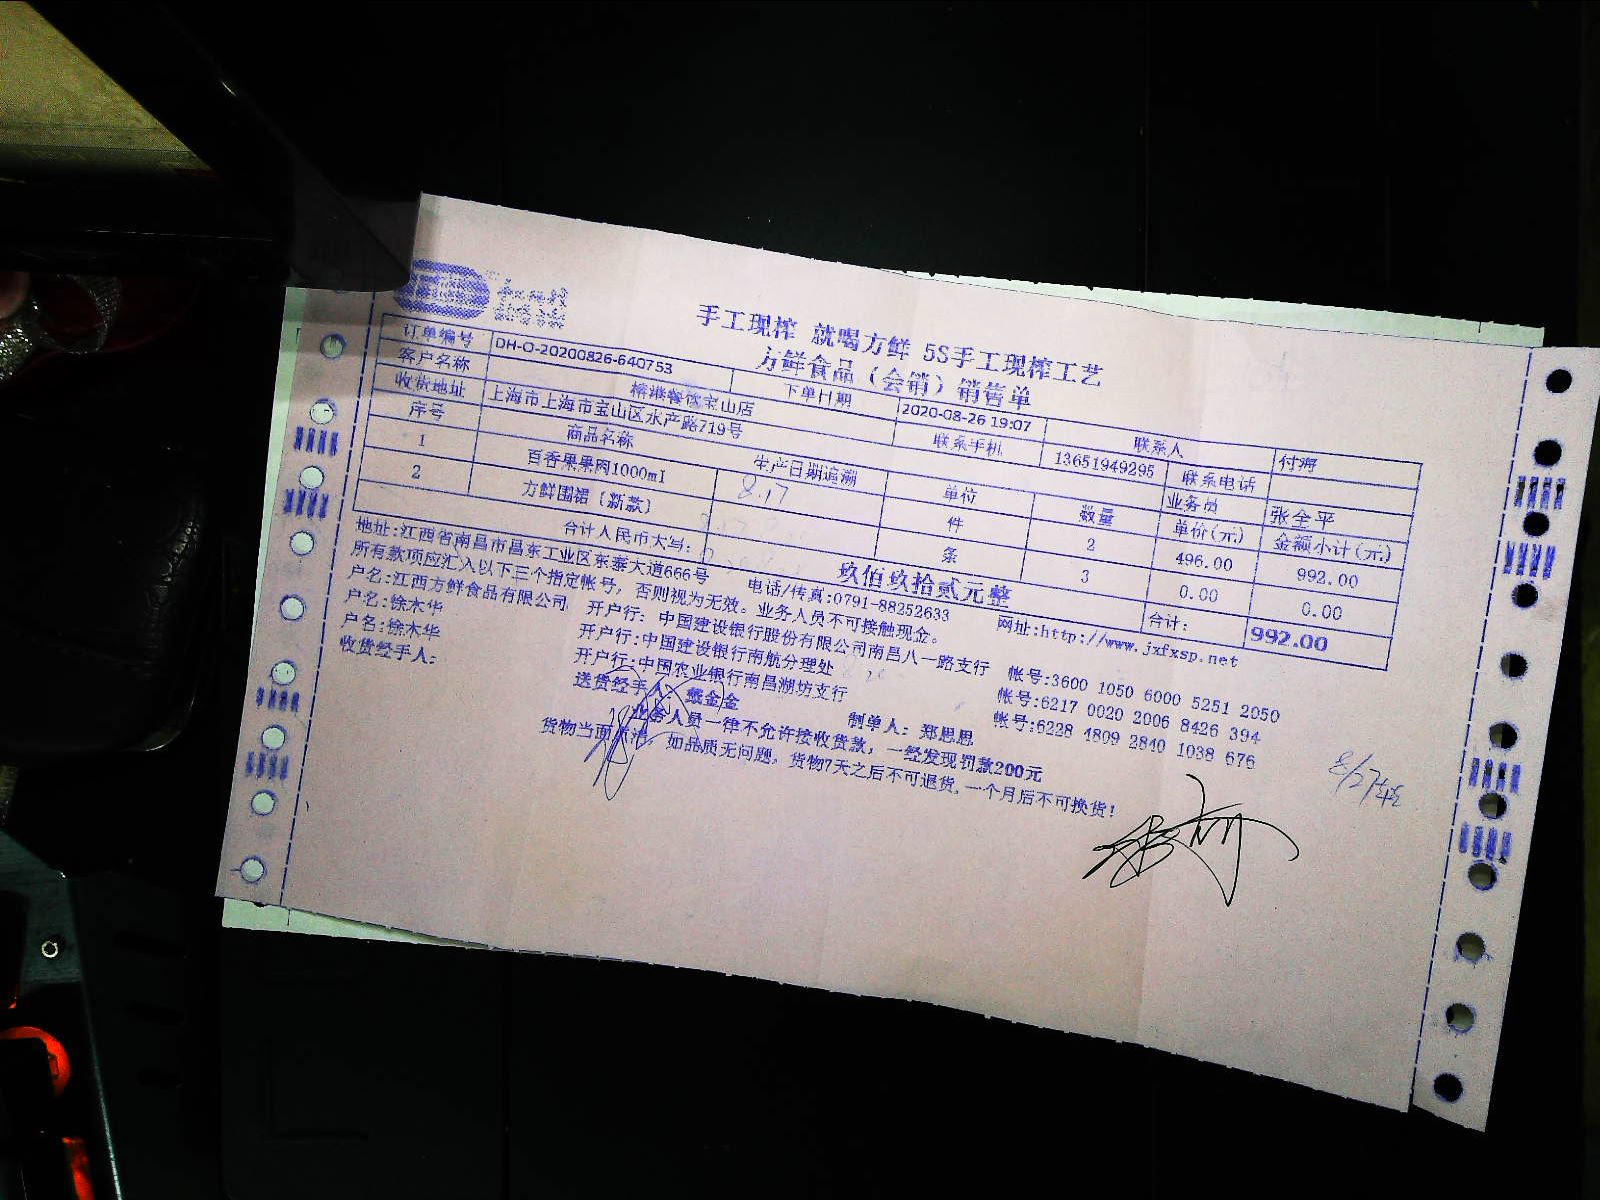 手工现榨 就喝方鲜 5S手工现榨工艺
方鲜食品（会销）销售单
订单编号 DH-O-20200826-640753 下单日期 2020-08-26 19:07 联系人 付海
客户名称 榕港餐饮宝山店 联系手机 13651949295 联系电话
收货地址 上海市上海市宝山区水产路719号 业务员 张全平
序号 商品名称 生产日期追溯 单位 数量 单价(元) 金额小计(元)
1 百香果果肉1000ml 8.17 件 2 496.00 992.00
2 方鲜围裙（新款） 条 3 0.00 0.00
合计人民币大写： 玖佰玖拾贰元整 合计： 992.00
地址:江西省南昌市昌东工业区东泰大道666号 电话/传真:0791-88252633 网址:http://www.jxfxsp.net
所有款项应汇入以下三个指定帐号，否则视为无效。业务人员不可接触现金。
户名:江西方鲜食品有限公司 开户行：中国建设银行股份有限公司南昌八一路支行 帐号:3600 1050 6000 5251 2050
户名:徐木华 开户行:中国建设银行南航分理处 帐号:6217 0020 2006 8426 394
户名:徐木华 开户行:中国农业银行南昌湖坊支行 帐号:6228 4809 2840 1038 676
收货经手人： 送货经手人：戴金金 制单人：郑思思
业务人员一律不允许接收货款，一经发现罚款200元
货物当面 ，如品质无问题，货物7天之后不可退货,一个月后不可换货！
8/27